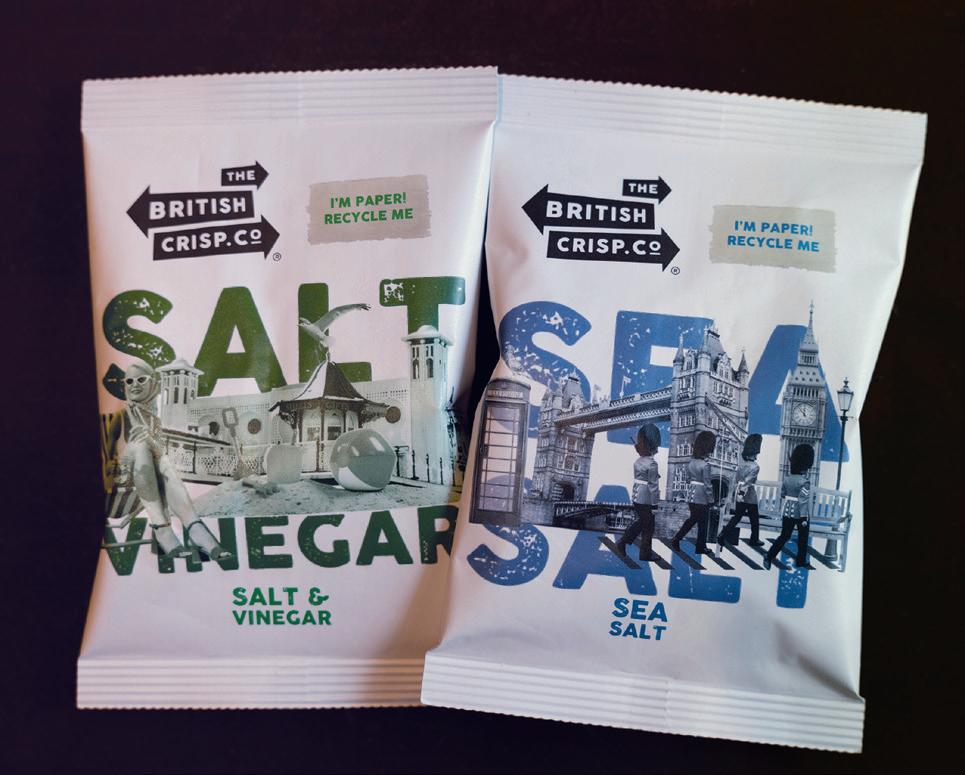 THE
BRITISH
CRISP.Cº
®
I'M PAPER!
RECYCLE ME
SALT
VINEGAR
SALT &
VINEGAR
THE
BRITISH
CRISP.Cº
®
I'M PAPER!
RECYCLE ME
SEA
SALT
SEA
SALT